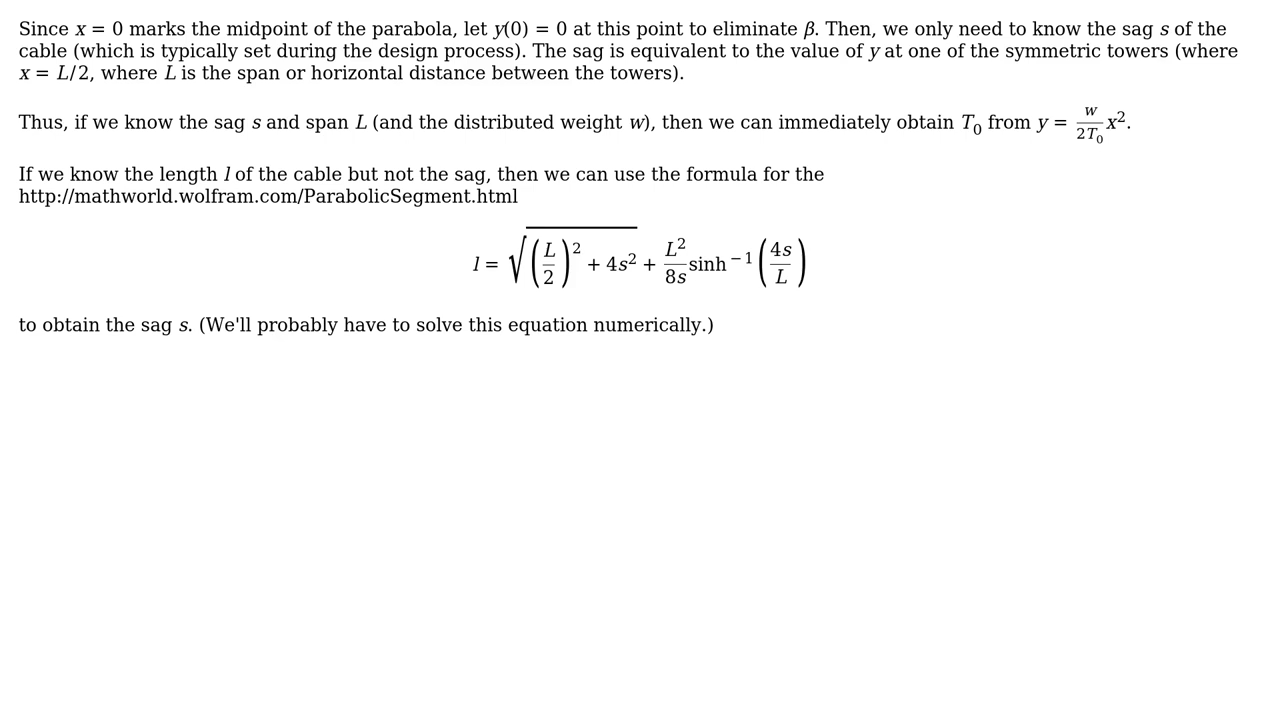 Since x = 0 marks the midpoint of the parabola, let y(0) = 0 at this point to eliminate β. Then, we only need to know the sag s of the
cable (which is typically set during the design process). The sag is equivalent to the value of y at one of the symmetric towers (where
x = L/2, where L is the span or horizontal distance between the towers).
Thus, if we know the sag s and span L (and the distributed weight w), then we can immediately obtain T₀ from y = w/(2T₀) x².
If we know the length l of the cable but not the sag, then we can use the formula for the
http://mathworld.wolfram.com/ParabolicSegment.html
l = √((L/2)² + 4s²) + L²/(8s) sinh⁻¹(4s/L)
to obtain the sag s. (We'll probably have to solve this equation numerically.)